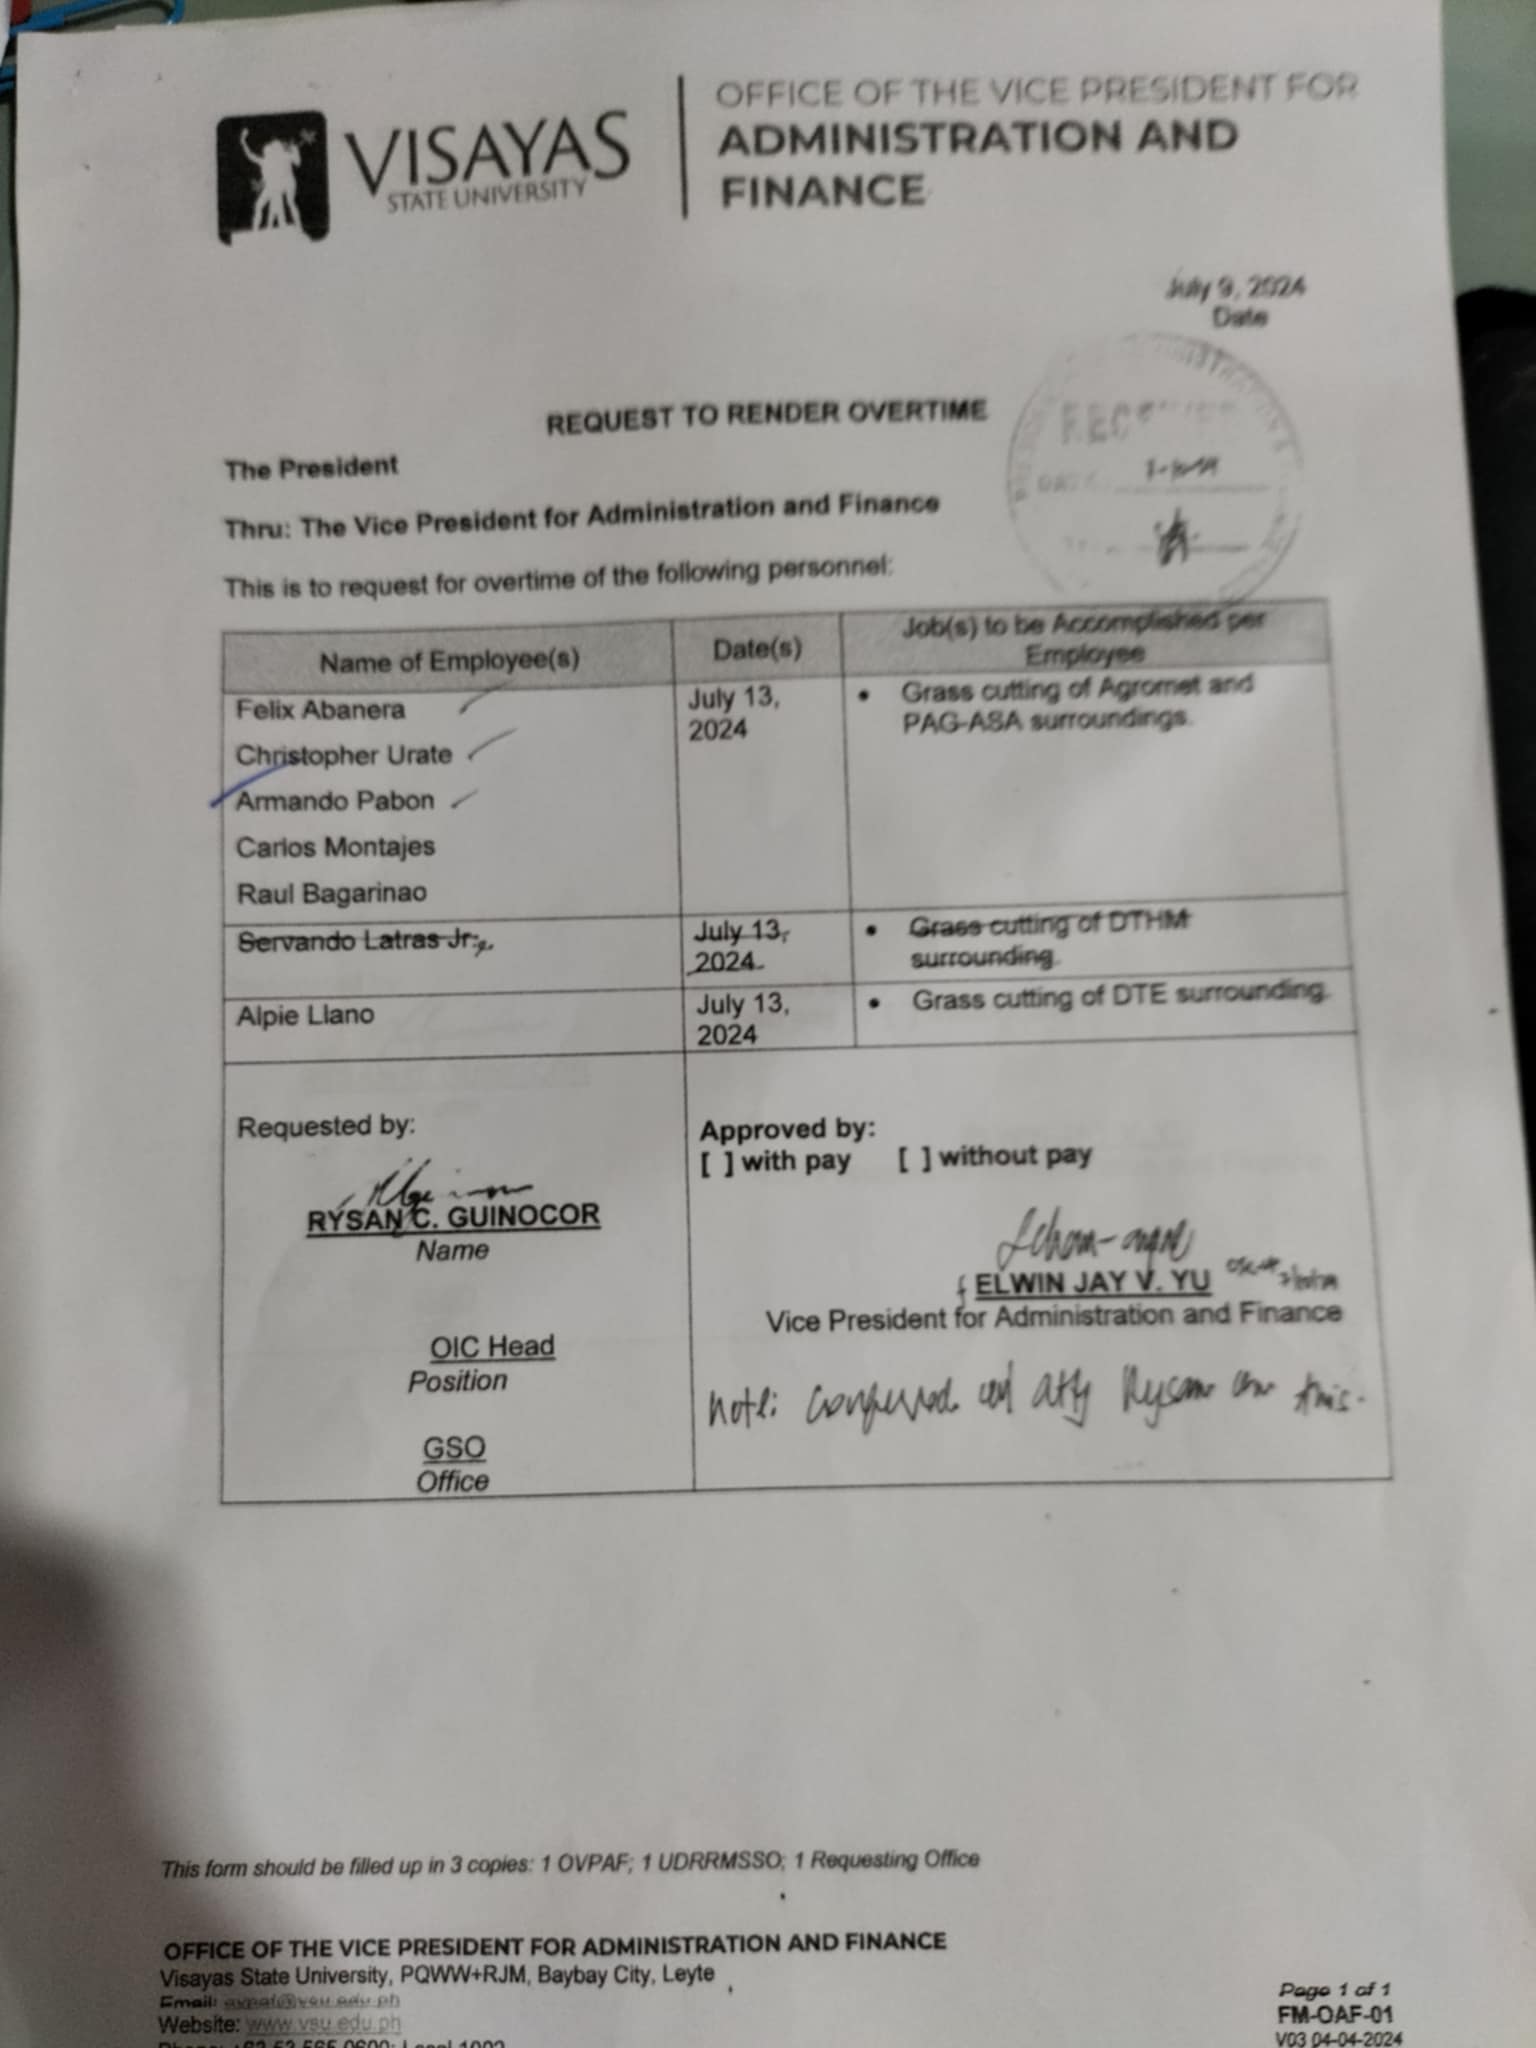 VISAYAS
STATE UNIVERSITY
OFFICE OF THE VICE PRESIDENT FOR
ADMINISTRATION AND
FINANCE
July 9, 2024
Date
REQUEST TO RENDER OVERTIME
The President
Thru: The Vice President for Administration and Finance
This is to request for overtime of the following personnel:
Name of Employee(s)
Date(s)
Job(s) to be Accomplished per
Employee
Felix Abanera
Christopher Urate
Armando Pabon
Carlos Montajes
Raul Bagarinao
July 13,
2024
• Grass cutting of Agromet and
PAG-ASA surroundings.
Servando Latras Jr.
July 13,
2024
• Grass cutting of DTHM
surrounding.
Alpie Llano
July 13,
2024
• Grass cutting of DTE surrounding.
Requested by:
RYSAN C. GUINOCOR
Name
OIC Head
Position
GSO
Office
Approved by:
[ ] with pay [ ] without pay
ELWIN JAY V. YU
Vice President for Administration and Finance
Note: Atty Rysan this.
This form should be filled up in 3 copies: 1 OVPAF; 1 UDRRMSSO; 1 Requesting Office
OFFICE OF THE VICE PRESIDENT FOR ADMINISTRATION AND FINANCE
Visayas State University, PQWW+RJM, Baybay City, Leyte
Email: ovpaf@vsu.edu.ph
Website: www.vsu.edu.ph
Page 1 of 1
FM-OAF-01
V03 04-04-2024